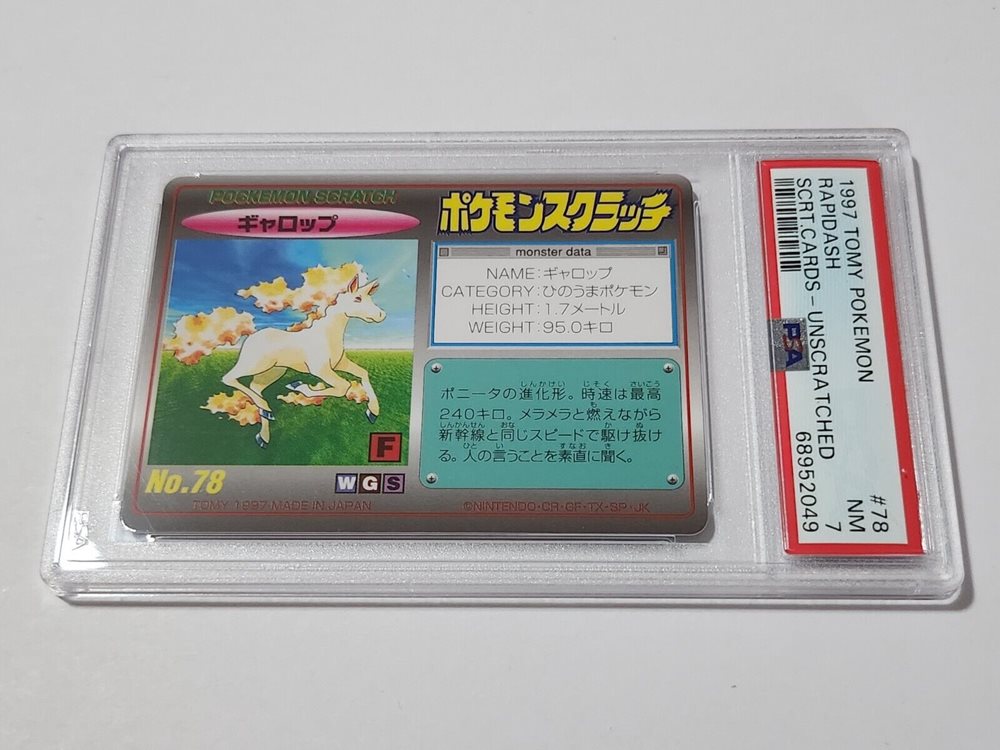 POCKEMON SCRATCH
ギャロップ
ポケモンスクラッチ
monster data
NAME:ギャロップ
CATEGORY:ひのうまポケモン
HEIGHT:1.7メートル
WEIGHT:95.0キロ
ポニータの進化形。時速は最高
240キロ。メラメラと燃えながら
新幹線と同じスピードで駆け抜け
る。人の言うことを素直に聞く。
F
No.78
W G S
TOMY 1997 MADE IN JAPAN
©NINTENDO·CR·GF·TX·SP·JK
1997 TOMY POKEMON #78
RAPIDASH NM
SCRT.CARDS - UNSCRATCHED 7
68952049
PSA